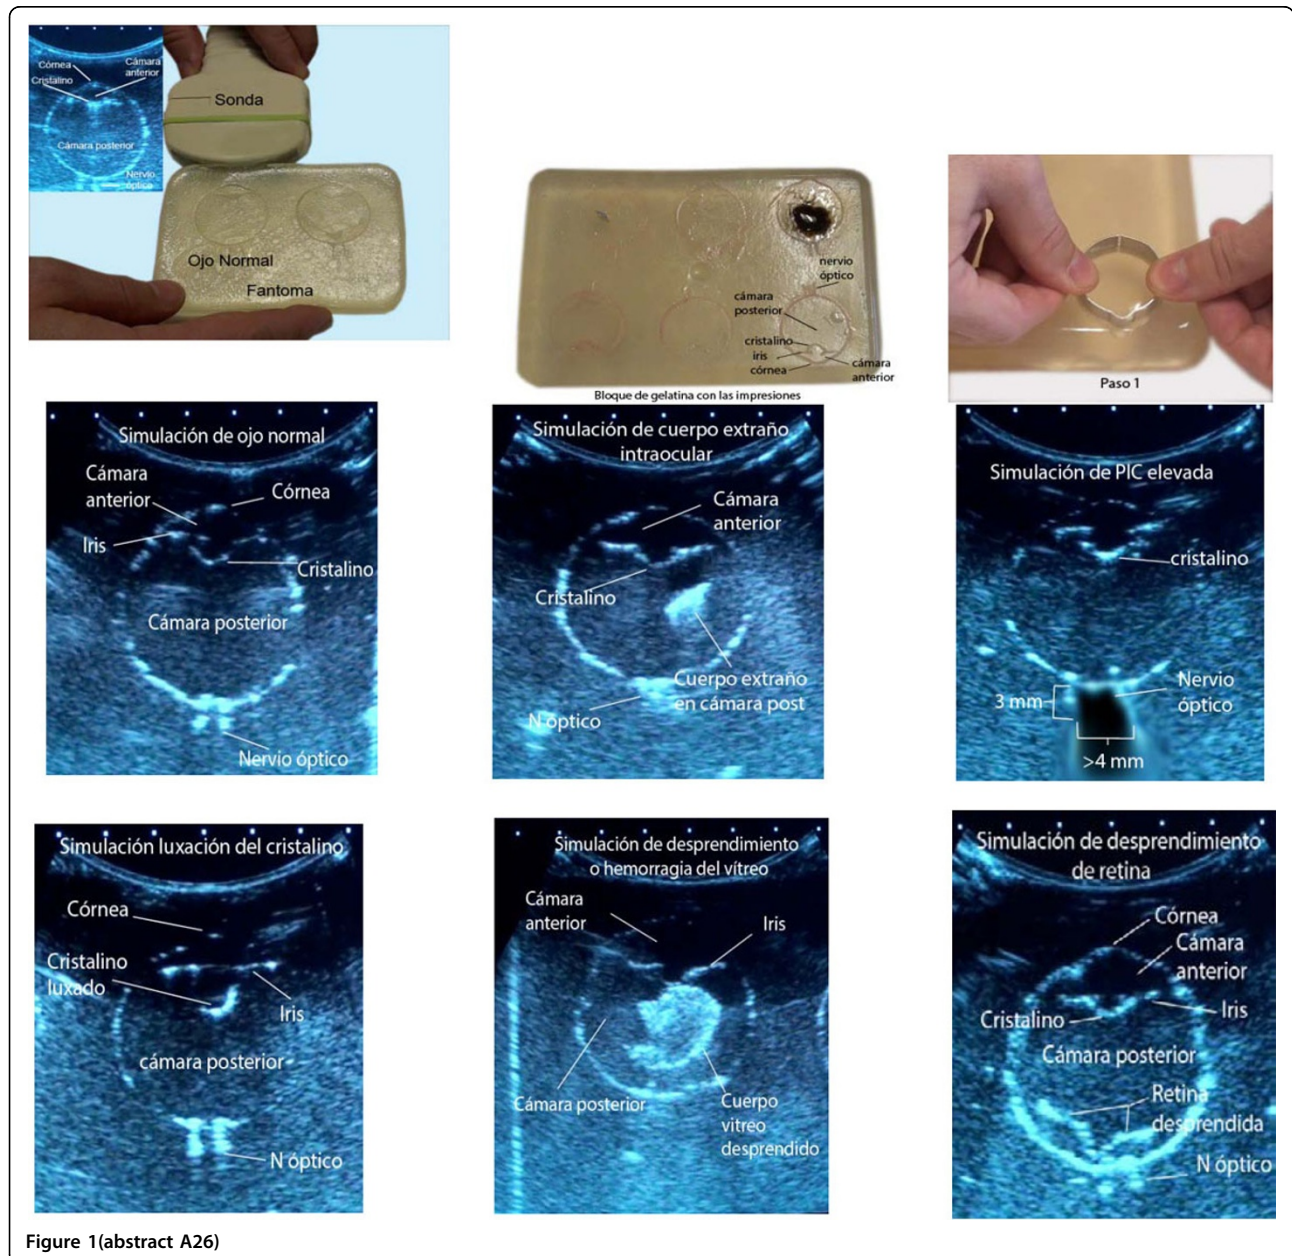 Córnea
Cámara
anterior
Cristalino
Cámara posterior
Nervio
óptico
Sonda
Ojo Normal
Fantoma
nervio
óptico
cámara
posterior
cristalino
iris
córnea
cámara
anterior
Bloque de gelatina con las impresiones
Paso 1
Simulación de ojo normal
Cámara
anterior
Córnea
Iris
Cristalino
Cámara posterior
Nervio óptico
Simulación de cuerpo extraño
intraocular
Cámara
anterior
Cristalino
Cuerpo extraño
en cámara post
N óptico
Simulación de PIC elevada
cristalino
Nervio
óptico
3 mm
>4 mm
Simulación luxación del cristalino
Córnea
Cristalino
luxado
Iris
cámara posterior
N óptico
Simulación de desprendimiento
o hemorragia del vítreo
Cámara
anterior
Iris
Cámara posterior
Cuerpo
vitreo
desprendido
Simulación de desprendimiento
de retina
Córnea
Cámara
anterior
Iris
Cristalino
Cámara posterior
Retina
desprendida
N óptico
Figure 1(abstract A26)